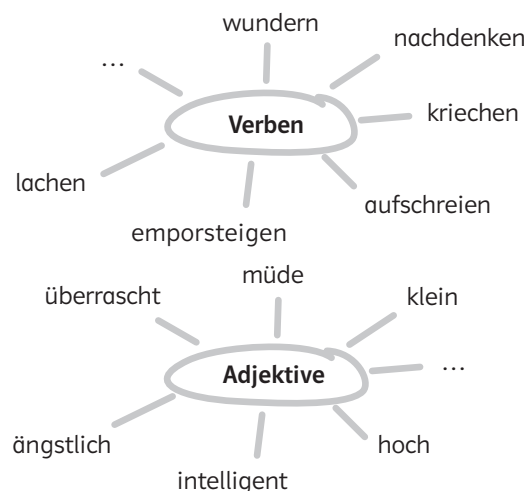 wundern
nachdenken
...
kriechen
Verben
lachen
aufschreien
emporsteigen
müde
überrascht
klein
...
Adjektive
ängstlich
hoch
intelligent